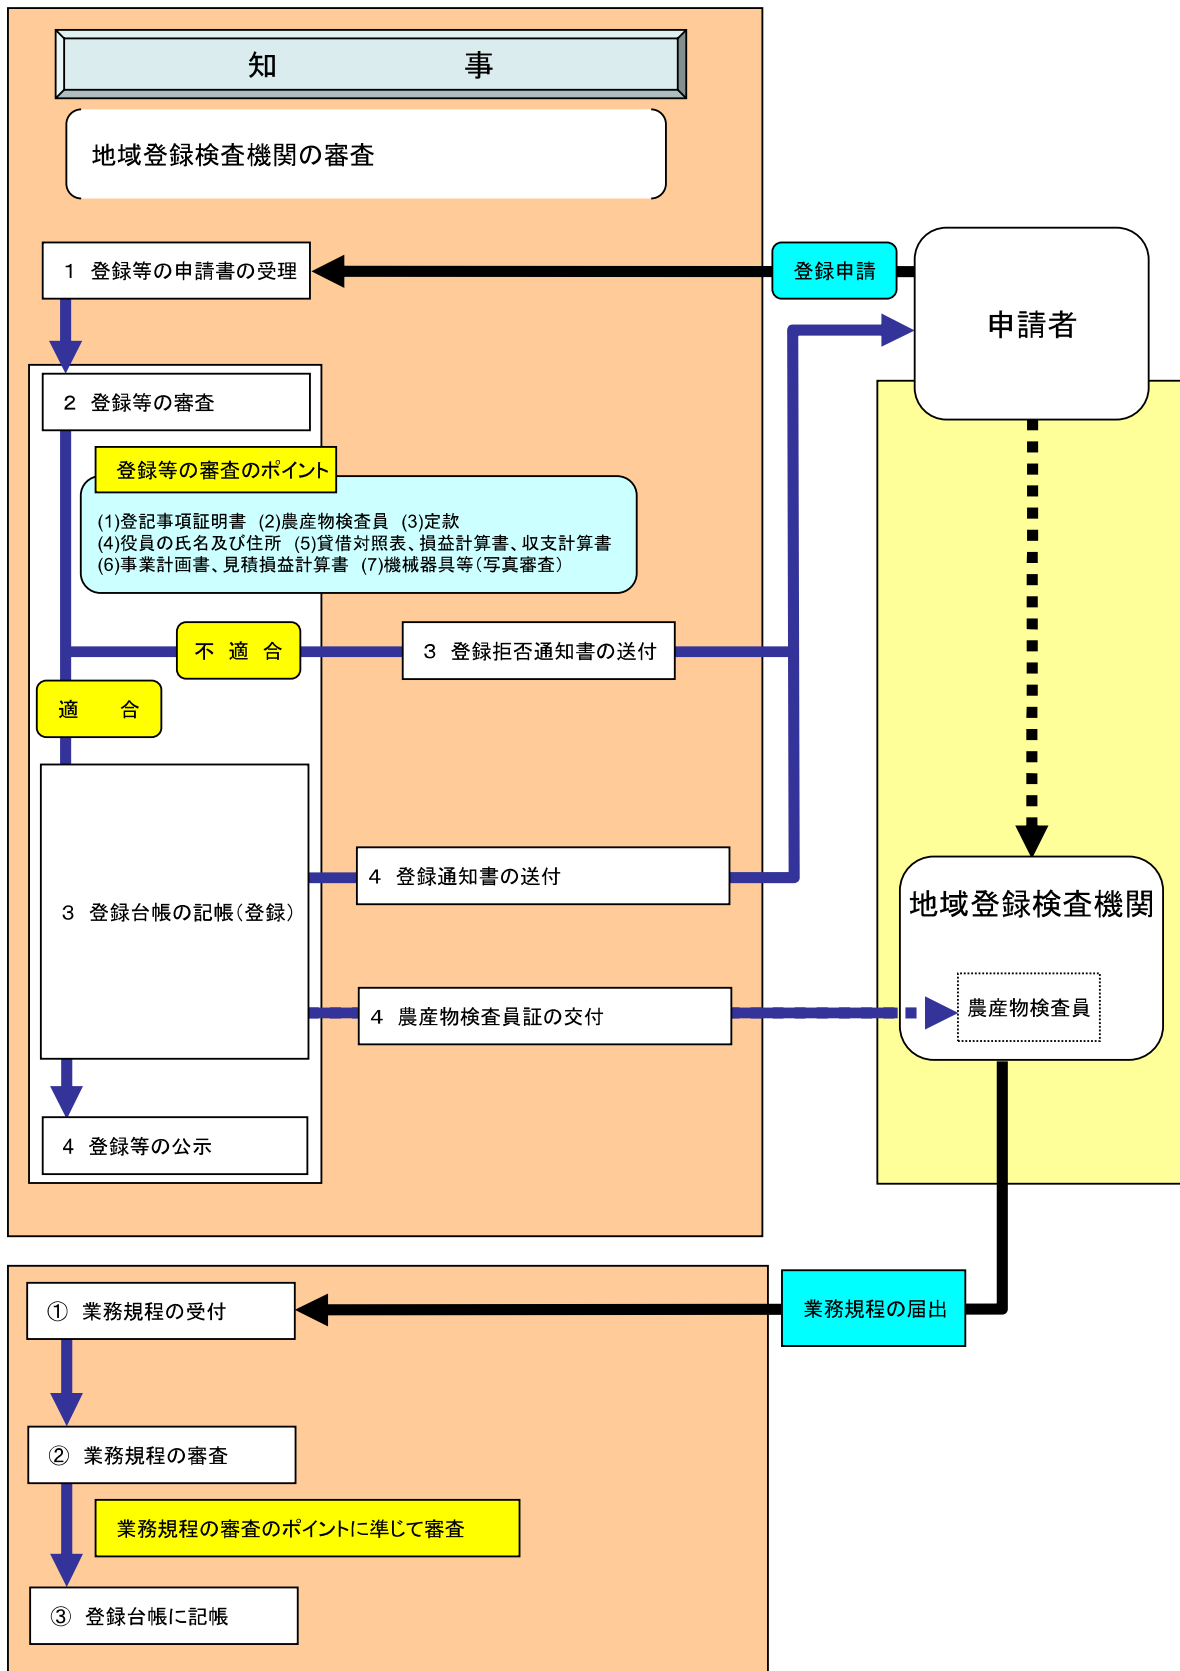 知　　　　　　事
地域登録検査機関の審査
1　登録等の申請書の受理
登録申請
申請者
2　登録等の審査
登録等の審査のポイント
(1)登記事項証明書　(2)農産物検査員　(3)定款
(4)役員の氏名及び住所　(5)貸借対照表、損益計算書、収支計算書
(6)事業計画書、見積損益計算書　(7)機械器具等（写真審査）
不　適　合
3　登録拒否通知書の送付
適　　合
3　登録台帳の記帳（登録）
4　登録通知書の送付
地域登録検査機関
4　農産物検査員証の交付
農産物検査員
4　登録等の公示
①　業務規程の受付
業務規程の届出
②　業務規程の審査
業務規程の審査のポイントに準じて審査
③　登録台帳に記帳